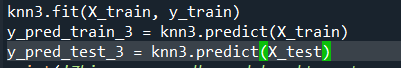 knn3.fit(X_train, y_train)
y_pred_train_3 = knn3.predict(X_train)
y_pred_test_3 = knn3.predict(X_test)